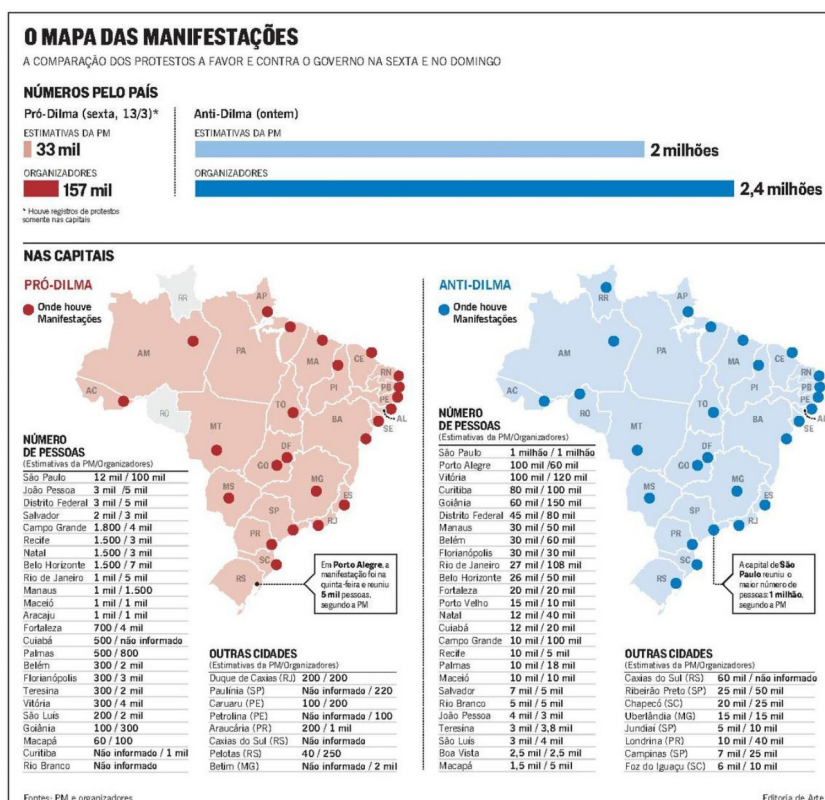 O MAPA DAS MANIFESTAÇÕES
A COMPARAÇÃO DOS PROTESTOS A FAVOR E CONTRA O GOVERNO NA SEXTA E NO DOMINGO
NÚMEROS PELO PAÍS
Pró-Dilma (sexta, 13/3)*
ESTIMATIVAS DA PM
33 mil
ORGANIZADORES
157 mil
* Houve registros de protestos
somente nas capitais
Anti-Dilma (ontem)
ESTIMATIVAS DA PM
2 milhões
ORGANIZADORES
2,4 milhões
NAS CAPITAIS
PRÓ-DILMA
Onde houve
Manifestações
RR
AP
AM
PA
MA
CE
RN
PB
PE
AL
SE
PI
AC
RO
TO
BA
MT
DF
GO
MG
ES
MS
SP
RJ
PR
SC
RS
Em Porto Alegre, a
manifestação foi na
quinta-feira e reuniu
5 mil pessoas,
segundo a PM
NÚMERO
DE PESSOAS
(Estimativas da PM/Organizadores)
São Paulo 12 mil / 100 mil
João Pessoa 3 mil /5 mil
Distrito Federal 3 mil / 5 mil
Salvador 2 mil / 3 mil
Campo Grande 1.800 / 4 mil
Recife 1.500 / 3 mil
Natal 1.500 / 3 mil
Belo Horizonte 1.500 / 7 mil
Rio de Janeiro 1 mil / 5 mil
Manaus 1 mil / 1.500
Maceió 1 mil / 1 mil
Aracaju 1 mil / 1 mil
Fortaleza 700 / 4 mil
Cuiabá 500 / não informado
Palmas 500 / 800
Belém 300 / 2 mil
Florianópolis 300 / 3 mil
Teresina 300 / 2 mil
Vitória 300 / 4 mil
São Luís 200 / 2 mil
Goiânia 100 / 300
Macapá 60 / 100
Curitiba Não informado / 1 mil
Rio Branco Não informado
OUTRAS CIDADES
(Estimativas da PM/Organizadores)
Duque de Caxias (RJ) 200 / 200
Paulínia (SP) Não informado / 220
Caruaru (PE) 100 / 200
Petrolina (PE) Não informado / 100
Araucária (PR) 200 / 1 mil
Caxias do Sul (RS) Não informado
Pelotas (RS) 40 / 250
Betim (MG) Não informado / 2 mil
ANTI-DILMA
Onde houve
Manifestações
RR
AP
AM
PA
MA
CE
RN
PB
PE
AL
SE
PI
AC
RO
TO
BA
MT
DF
GO
MG
ES
MS
SP
RJ
PR
SC
RS
A capital de São
Paulo reuniu o
maior número de
pessoas: 1 milhão,
segundo a PM
NÚMERO
DE PESSOAS
(Estimativas da PM/Organizadores)
São Paulo 1 milhão / 1 milhão
Porto Alegre 100 mil /60 mil
Vitória 100 mil / 120 mil
Curitiba 80 mil / 100 mil
Goiânia 60 mil / 150 mil
Distrito Federal 45 mil / 80 mil
Manaus 30 mil / 50 mil
Belém 30 mil / 60 mil
Florianópolis 30 mil / 30 mil
Rio de Janeiro 27 mil / 108 mil
Belo Horizonte 26 mil / 50 mil
Fortaleza 20 mil / 20 mil
Porto Velho 15 mil / 10 mil
Natal 12 mil / 40 mil
Cuiabá 12 mil / 20 mil
Campo Grande 10 mil / 100 mil
Recife 10 mil / 5 mil
Palmas 10 mil / 18 mil
Maceió 10 mil / 10 mil
Salvador 7 mil / 5 mil
Rio Branco 5 mil / 5 mil
João Pessoa 4 mil / 3 mil
Teresina 3 mil / 3,8 mil
São Luís 3 mil / 4 mil
Boa Vista 2,5 mil / 2,5 mil
Macapá 1,5 mil / 5 mil
OUTRAS CIDADES
(Estimativas da PM/Organizadores)
Caxias do Sul (RS) 60 mil / não informado
Ribeirão Preto (SP) 25 mil / 50 mil
Chapecó (SC) 20 mil / 25 mil
Uberlândia (MG) 15 mil / 15 mil
Jundiaí (SP) 5 mil / 10 mil
Londrina (PR) 10 mil / 40 mil
Campinas (SP) 7 mil / 25 mil
Foz do Iguaçu (SC) 6 mil / 10 mil
Fontes: PM e organizadores
Editoria de Arte